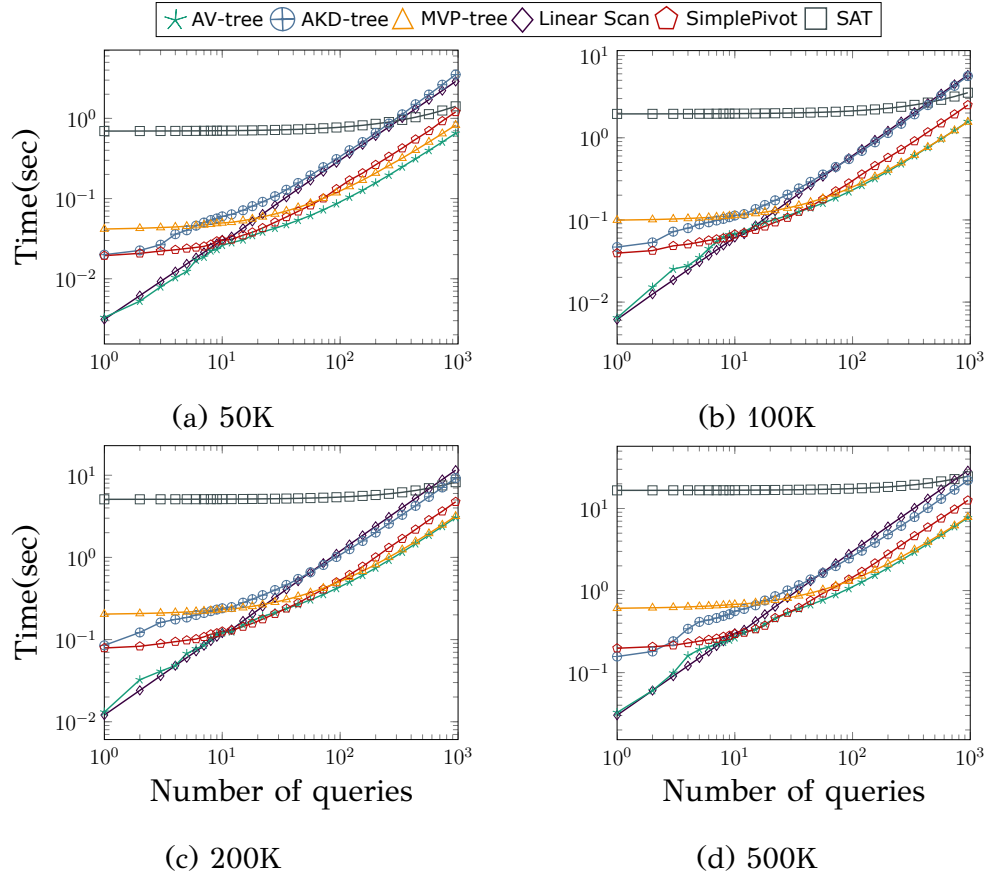 AV-tree AKD-tree MVP-tree Linear Scan SimplePivot SAT
Time(sec
10^0
10^-1
10^-2
10^0 10^1 10^2 10^3
(a) 50K
10^1
10^0
10^-1
10^-2
10^0 10^1 10^2 10^3
(b) 100K
Time(sec)
10^1
10^0
10^-1
10^-2
10^0 10^1 10^2 10^3
Number of queries
(c) 200K
10^1
10^0
10^-1
10^0 10^1 10^2 10^3
Number of queries
(d) 500K